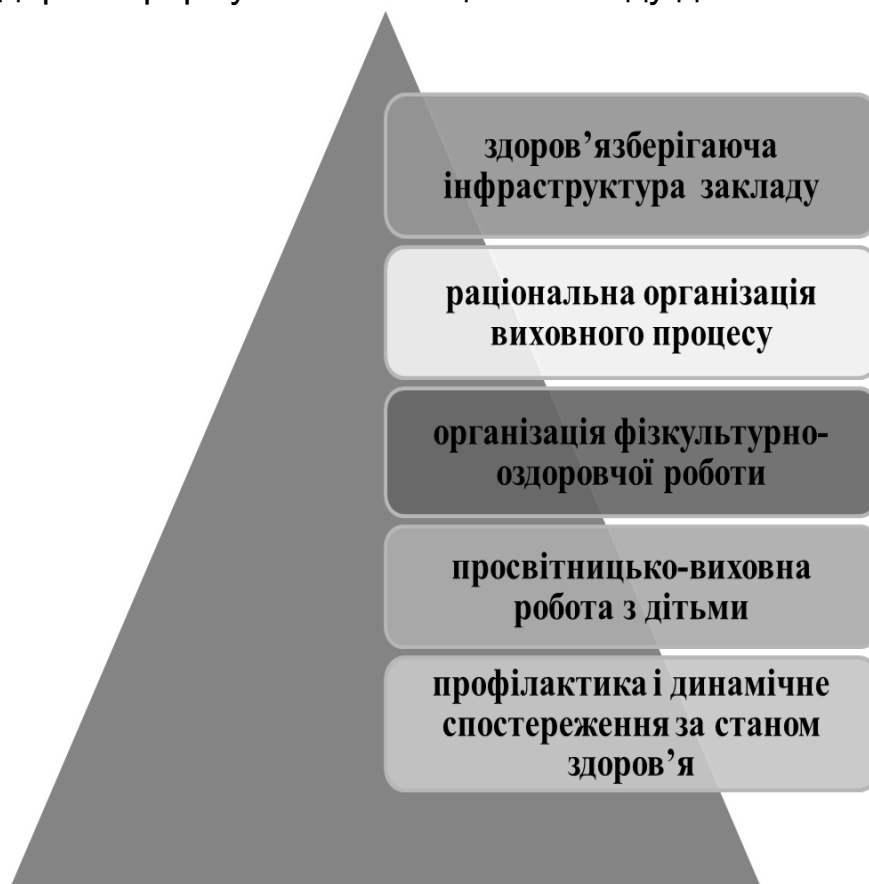 здоров’язберігаюча
інфраструктура закладу
раціональна організація
виховного процесу
організація фізкультурно-
оздоровчої роботи
просвітницько-виховна
робота з дітьми
профілактика і динамічне
спостереження за станом
здоров’я